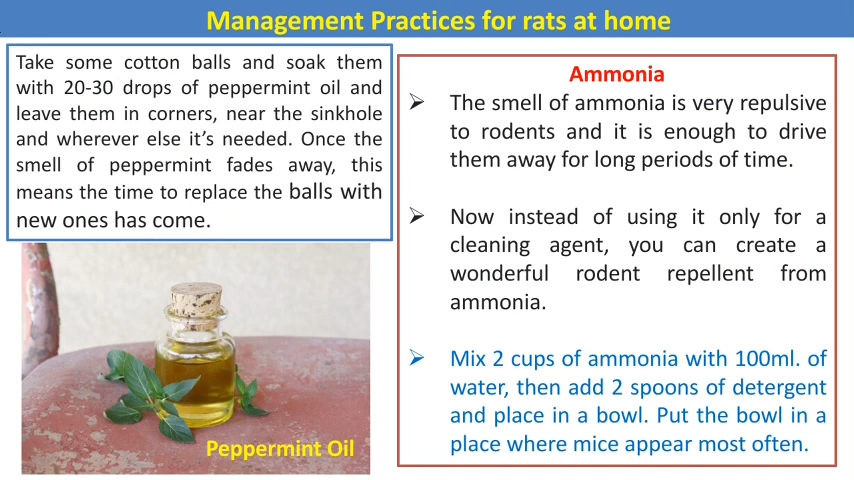 Management Practices for rats at home
Take some cotton balls and soak them
with 20-30 drops of peppermint oil and
leave them in corners, near the sinkhole
and wherever else it’s needed. Once the
smell of peppermint fades away, this
means the time to replace the balls with
new ones has come.
Peppermint Oil
Ammonia
➢ The smell of ammonia is very repulsive
to rodents and it is enough to drive
them away for long periods of time.
➢ Now instead of using it only for a
cleaning agent, you can create a
wonderful rodent repellent from
ammonia.
➢ Mix 2 cups of ammonia with 100ml. of
water, then add 2 spoons of detergent
and place in a bowl. Put the bowl in a
place where mice appear most often.